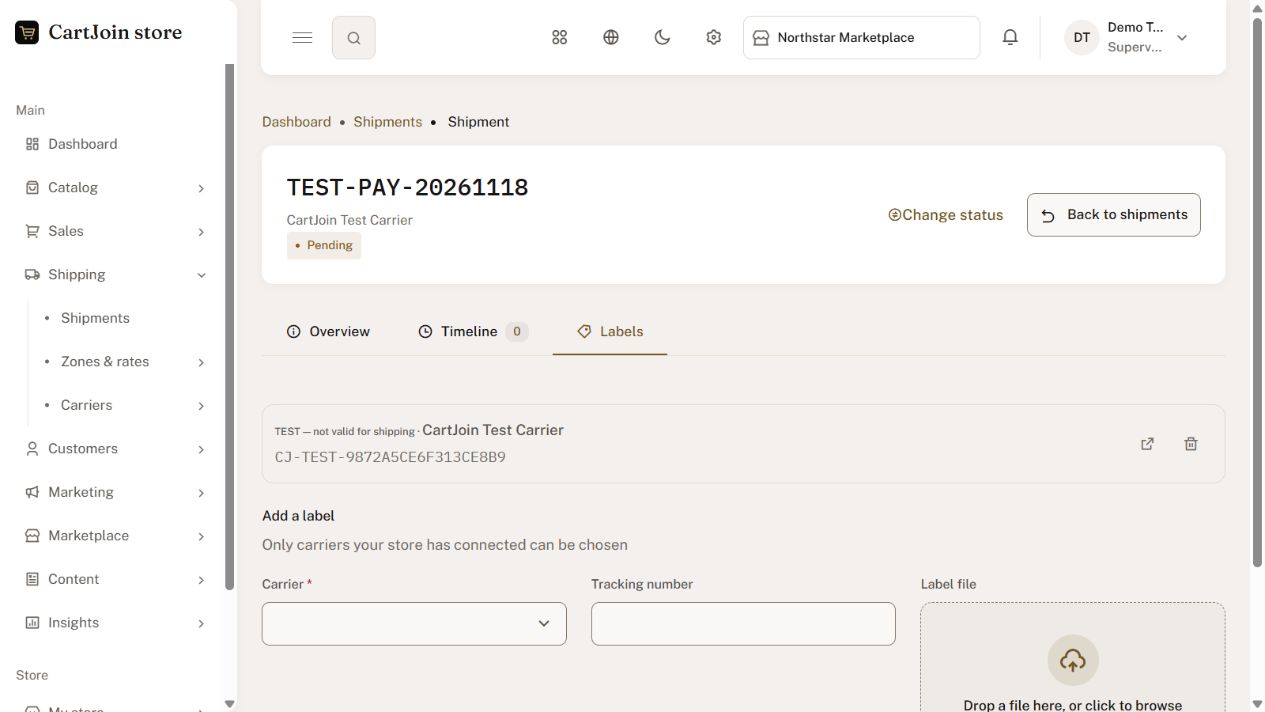 CartJoin store
Northstar Marketplace
DT
Demo T...
Superv...
Main
Dashboard
Catalog
Sales
Shipping
Shipments
Zones & rates
Carriers
Customers
Marketing
Marketplace
Content
Insights
Store
My store
Dashboard • Shipments • Shipment
TEST-PAY-20261118
CartJoin Test Carrier
• Pending
Change status
Back to shipments
Overview
Timeline 0
Labels
TEST — not valid for shipping · CartJoin Test Carrier
CJ-TEST-9872A5CE6F313CE8B9
Add a label
Only carriers your store has connected can be chosen
Carrier *
Tracking number
Label file
Drop a file here, or click to browse